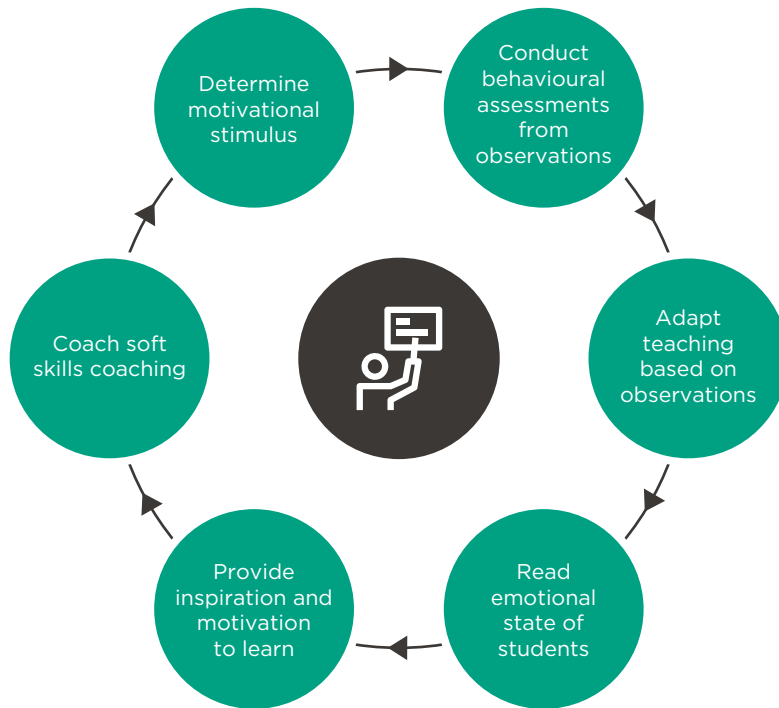 Determine
motivational
stimulus
Conduct
behavioural
assessments
from
observations
Adapt
teaching
based on
observations
Read
emotional
state of
students
Provide
inspiration and
motivation
to learn
Coach soft
skills coaching